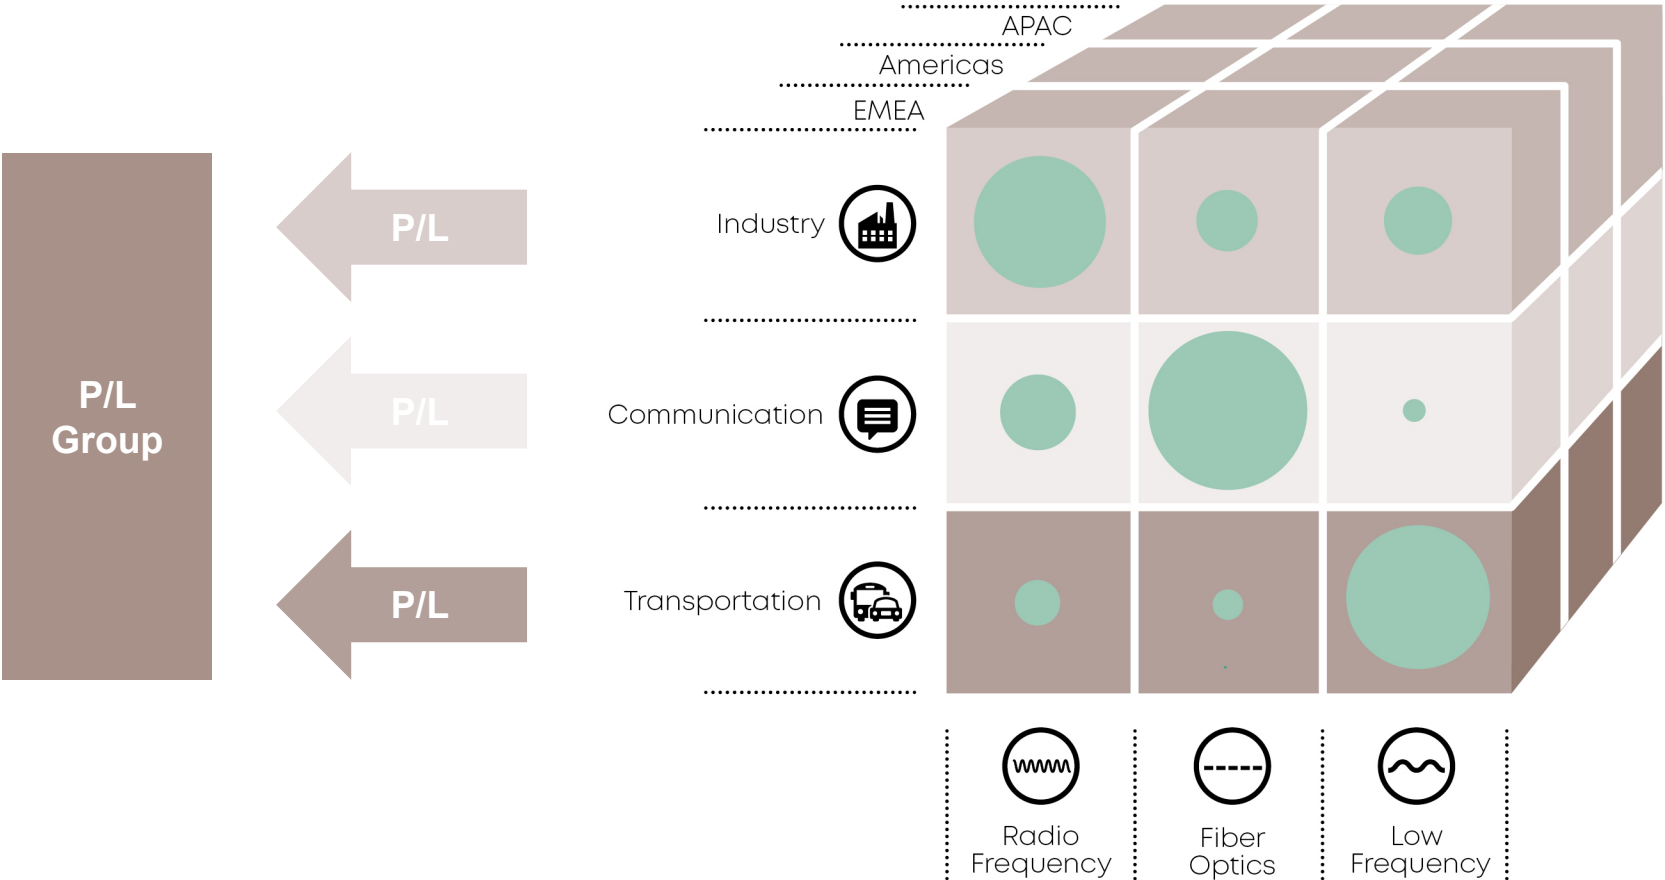 APAC
Americas
EMEA
Industry
P/L
Communication
P/L
P/L
Group
Transportation
P/L
Radio
Frequency
Fiber
Optics
Low
Frequency